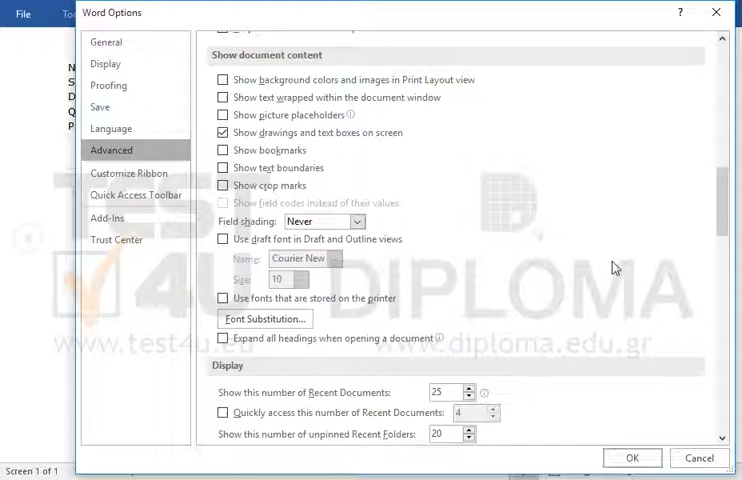 File
To
Word Options
?
N
S
D
Q
P
General
Display
Proofing
Save
Language
Advanced
Customize Ribbon
Quick Access Toolbar
Add-Ins
Trust Center
Show document content
Show background colors and images in Print Layout view
Show text wrapped within the document window
Show picture placeholders
Show drawings and text boxes on screen
Show bookmarks
Show text boundaries
Show crop marks
Show field codes instead of their values
Field shading: Never
Use draft font in Draft and Outline views
Name: Courier New
Size: 10
Use fonts that are stored on the printer
Font Substitution...
Expand all headings when opening a document
Display
Show this number of Recent Documents: 25
Quickly access this number of Recent Documents: 4
Show this number of unpinned Recent Folders: 20
OK
Cancel
Screen 1 of 1
TEST
4U DIPLOMA
www.test4u.eu
www.diploma.edu.gr